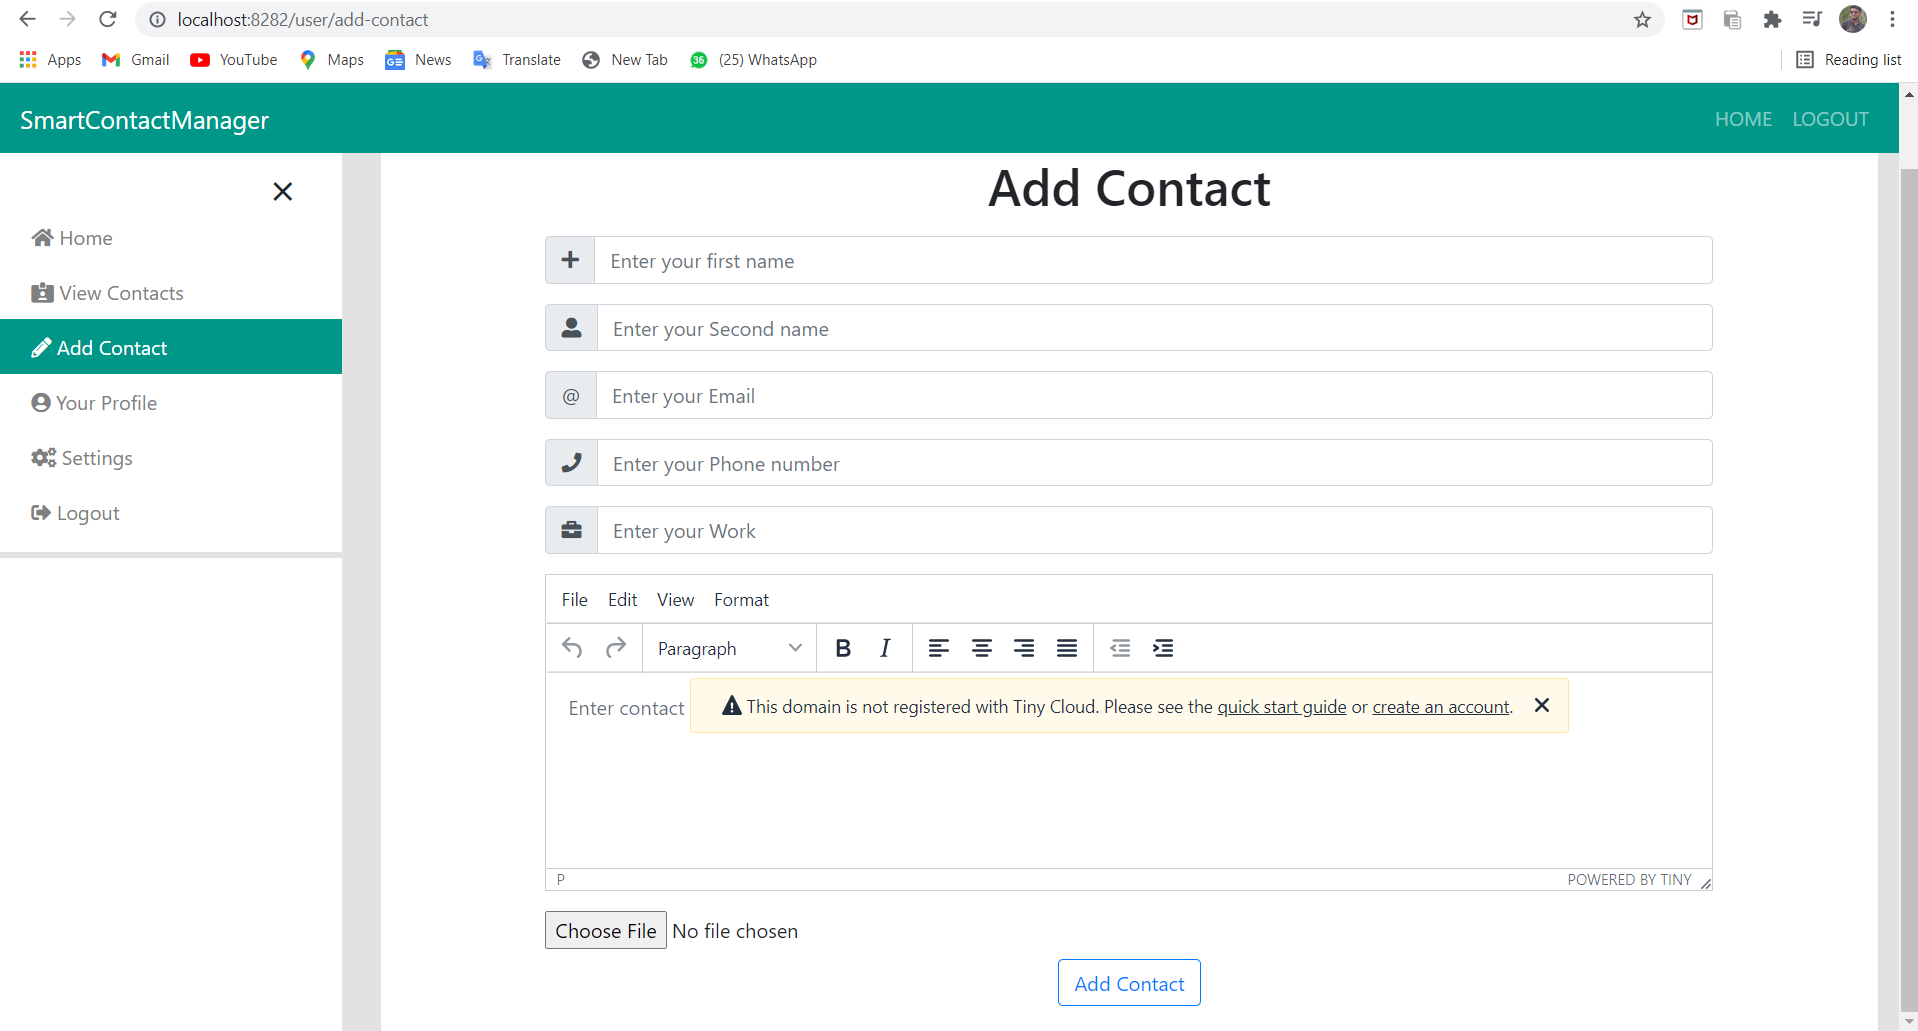 localhost:8282/user/add-contact
Apps Gmail YouTube Maps News Translate New Tab 36 (25) WhatsApp Reading list
SmartContactManager HOME LOGOUT
Home
View Contacts
Add Contact
Your Profile
Settings
Logout
Add Contact
Enter your first name
Enter your Second name
@ Enter your Email
Enter your Phone number
Enter your Work
File Edit View Format
Paragraph B I
Enter contact
This domain is not registered with Tiny Cloud. Please see the quick start guide or create an account.
P POWERED BY TINY
Choose File No file chosen
Add Contact